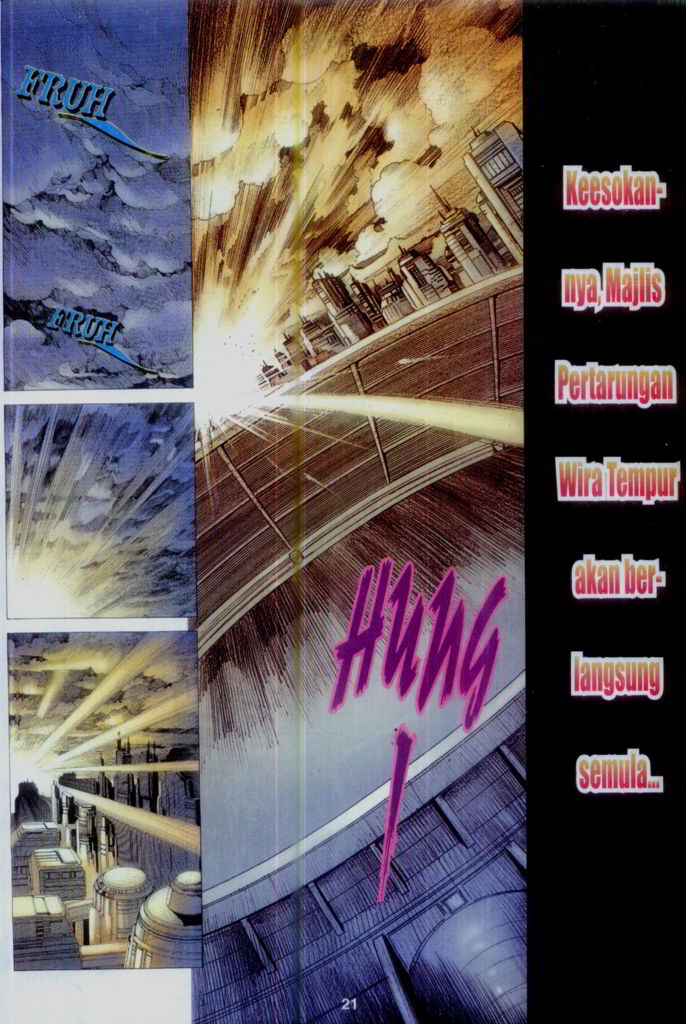 FRUH
FRUH
HUNG
Keesokan-
nya, Majlis
Pertarungan
Wira Tempur
akan ber-
langsung
semula...
21